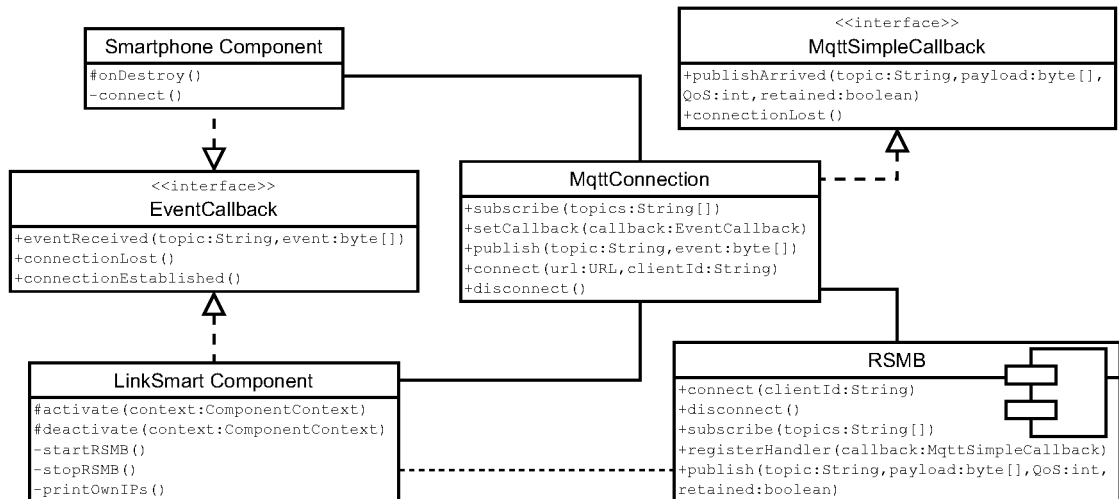 Smartphone Component
#onDestroy()
-connect()
<<interface>>
MqttSimpleCallback
+publishArrived(topic:String,payload:byte[],
QoS:int,retained:boolean)
+connectionLost()
<<interface>>
EventCallback
+eventReceived(topic:String,event:byte[])
+connectionLost()
+connectionEstablished()
MqttConnection
+subscribe(topics:String[])
+setCallback(callback:EventCallback)
+publish(topic:String,event:byte[])
+connect(url:URL,clientId:String)
+disconnect()
LinkSmart Component
#activate(context:ComponentContext)
#deactivate(context:ComponentContext)
-startRSMB()
-stopRSMB()
-printOwnIPs()
RSMB
+connect(clientId:String)
+disconnect()
+subscribe(topics:String[])
+registerHandler(callback:MqttSimpleCallback)
+publish(topic:String,payload:byte[],QoS:int,
retained:boolean)